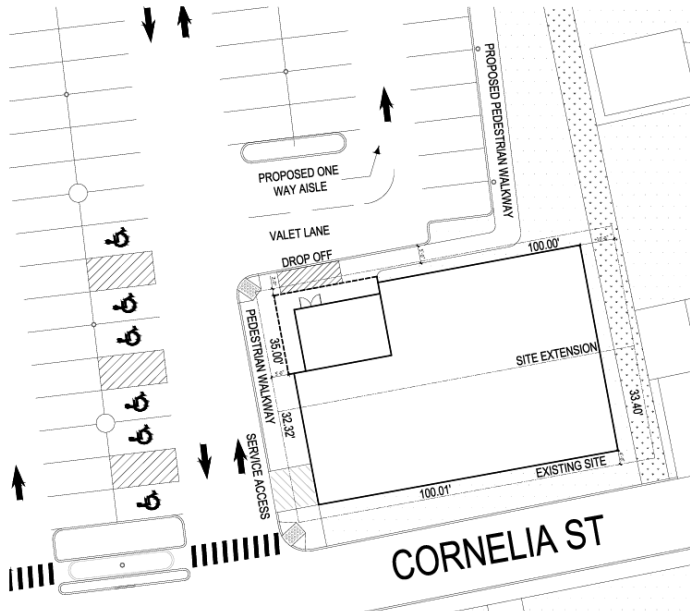 PROPOSED PEDESTRIAN WALKWAY
PROPOSED ONE
WAY AISLE
VALET LANE
DROP OFF
100.00'
PEDESTRIAN WALKWAY
35.00'
SITE EXTENSION
33.40'
32.32'
SERVICE ACCESS
EXISTING SITE
100.01'
CORNELIA ST